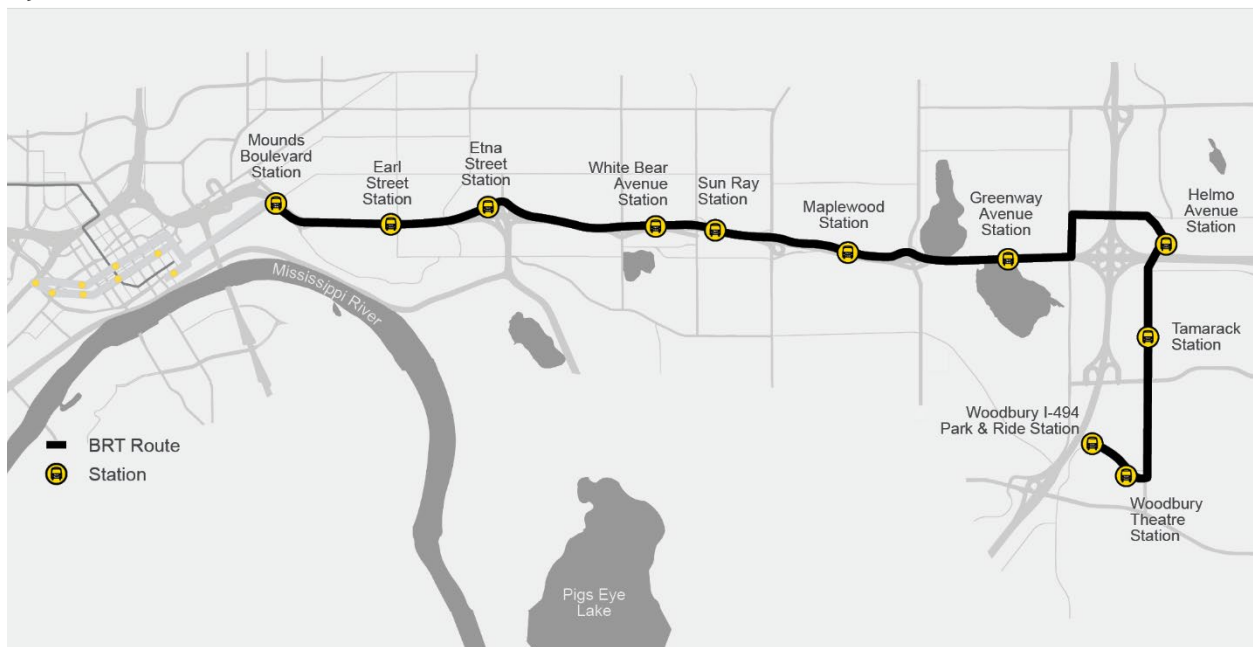 Mounds
Boulevard
Station
Earl
Street
Station
Etna
Street
Station
White Bear
Avenue
Station
Sun Ray
Station
Maplewood
Station
Greenway
Avenue
Station
Helmo
Avenue
Station
Tamarack
Station
Woodbury I-494
Park & Ride Station
Woodbury
Theatre
Station
Mississippi River
BRT Route
Station
Pigs Eye
Lake